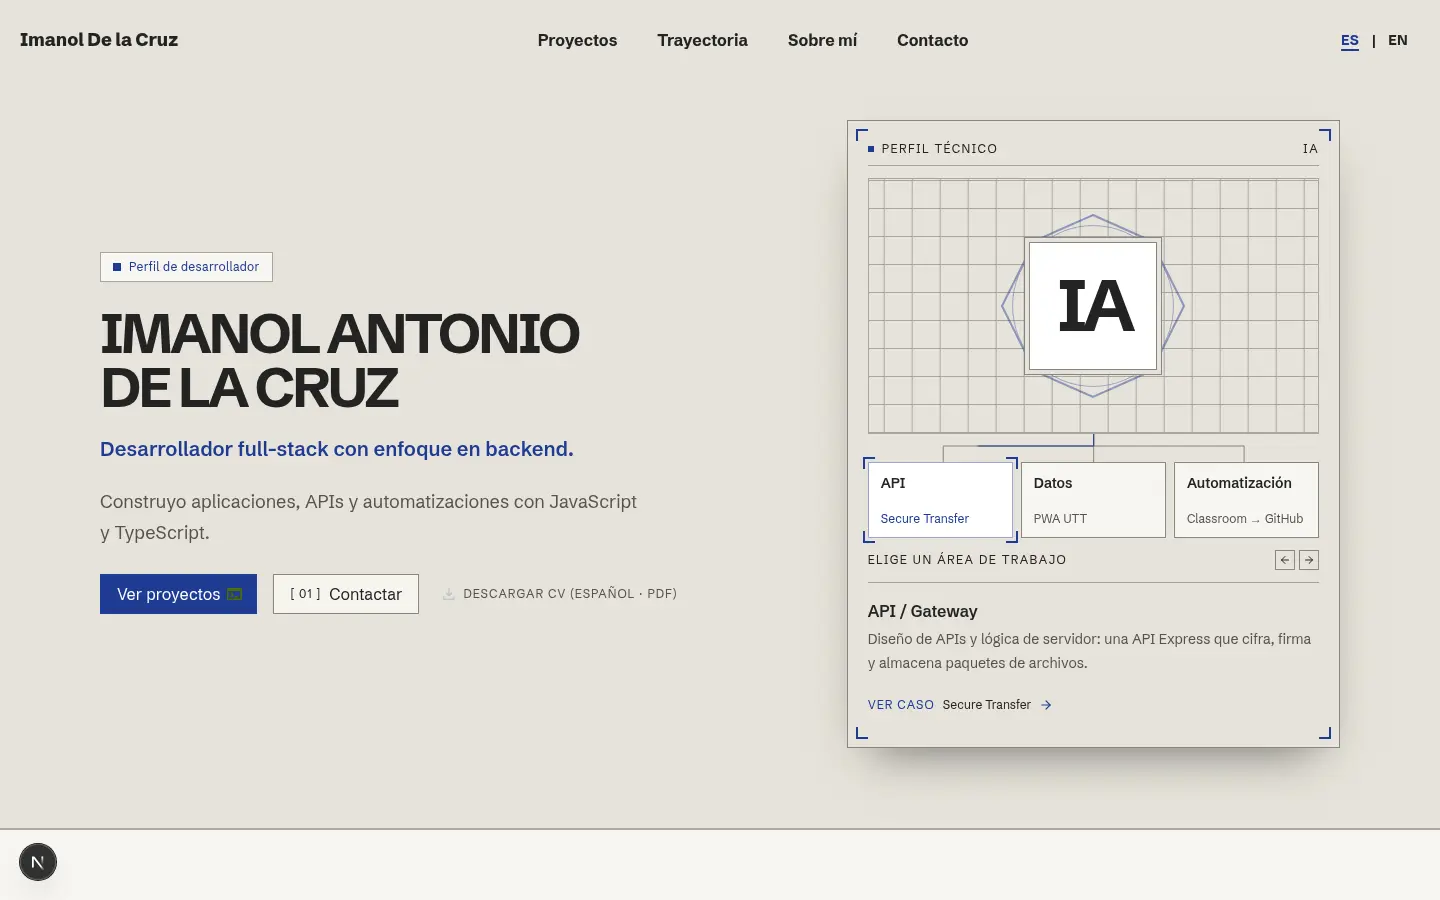 Imanol De la Cruz
Proyectos
Trayectoria
Sobre mí
Contacto
ES | EN
Perfil de desarrollador
IMANOL ANTONIO
DE LA CRUZ
Desarrollador full-stack con enfoque en backend.
Construyo aplicaciones, APIs y automatizaciones con JavaScript
y TypeScript.
Ver proyectos
[ 01 ] Contactar
DESCARGAR CV (ESPAÑOL · PDF)
PERFIL TÉCNICO
IA
IA
API
Secure Transfer
Datos
PWA UTT
Automatización
Classroom → GitHub
ELIGE UN ÁREA DE TRABAJO
← →
API / Gateway
Diseño de APIs y lógica de servidor: una API Express que cifra, firma
y almacena paquetes de archivos.
VER CASO Secure Transfer →
N